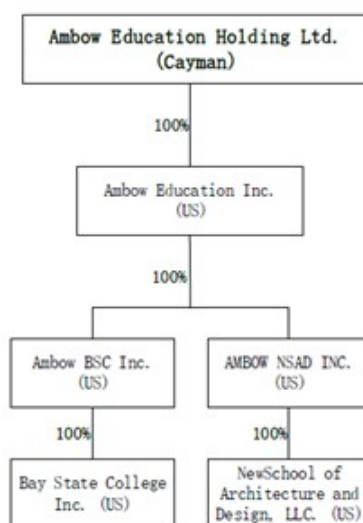 Ambow Education Holding Ltd.
(Cayman)
100%
Ambow Education Inc.
(US)
100%
Ambow BSC Inc.
(US)
AMBOW NSAD INC.
(US)
100%
100%
Bay State College
Inc. (US)
NewSchool of
Architecture and
Design, LLC. (US)